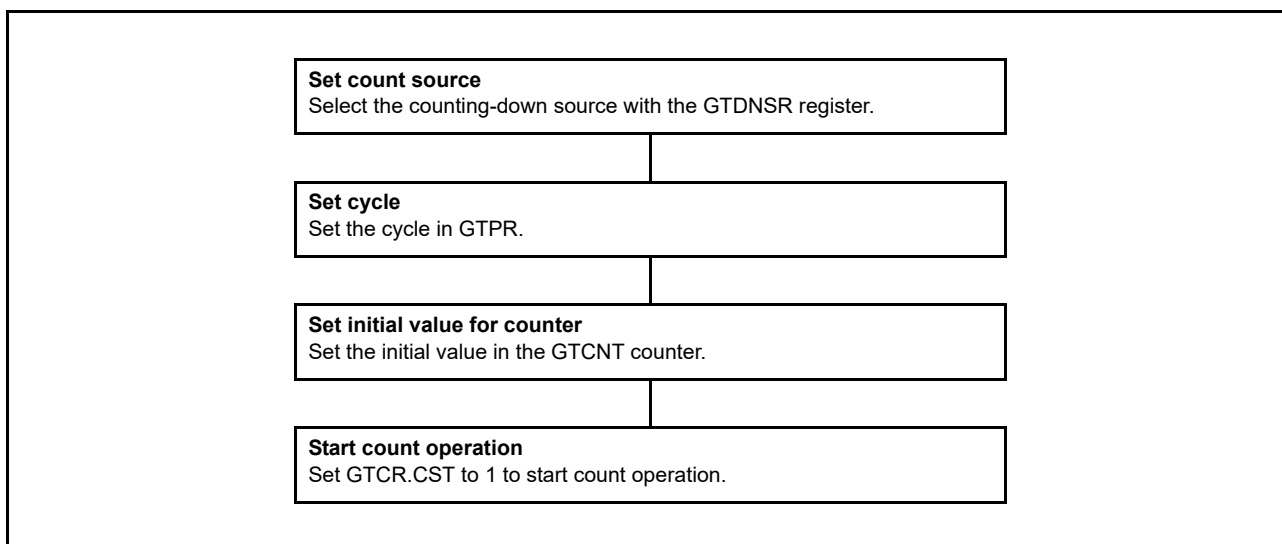 Set count source
Select the counting-down source with the GTDNSR register.
Set cycle
Set the cycle in GTPR.
Set initial value for counter
Set the initial value in the GTCNT counter.
Start count operation
Set GTCR.CST to 1 to start count operation.